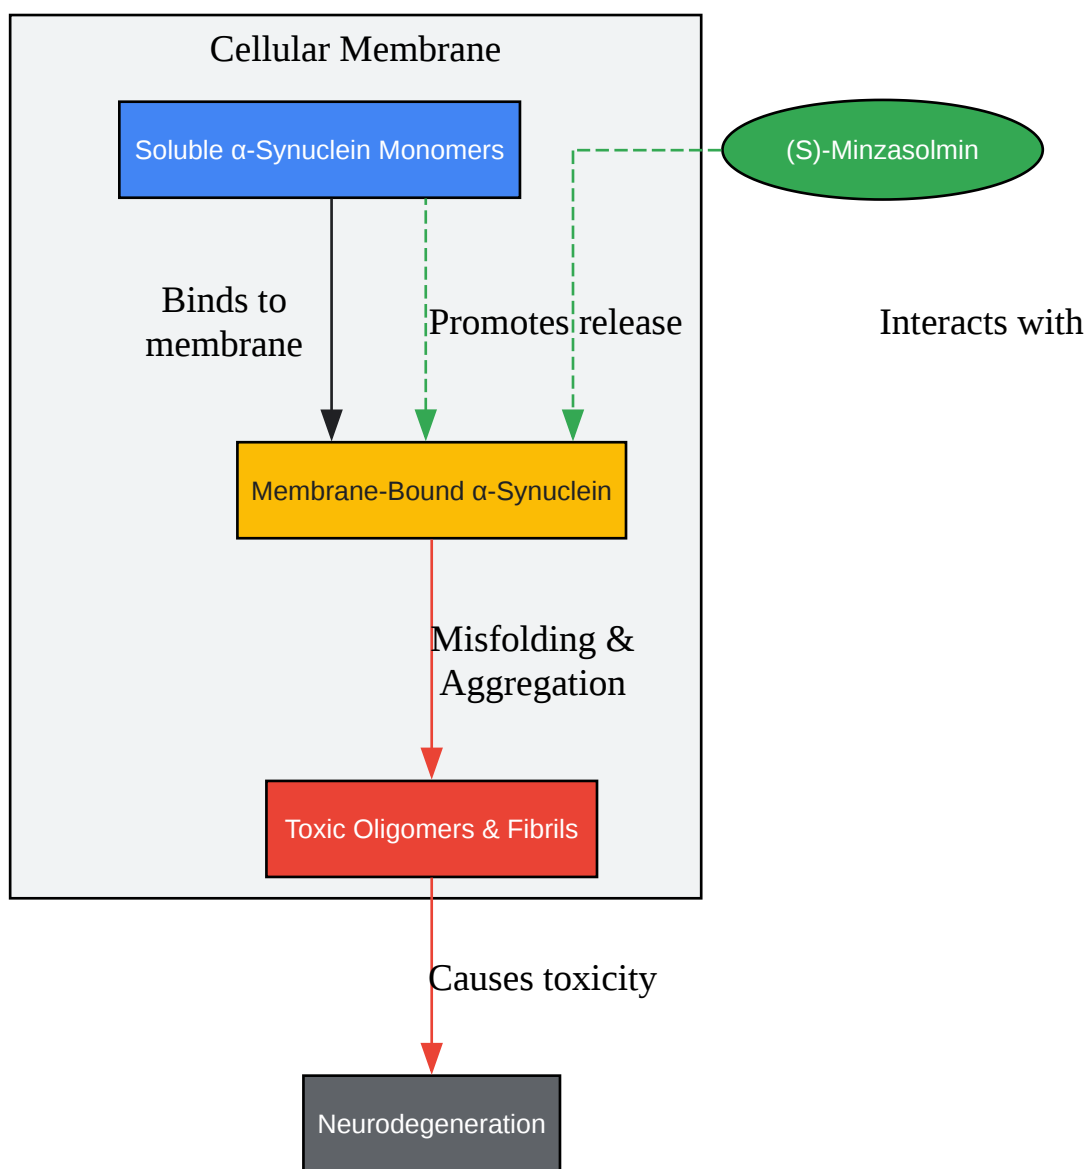 Cellular Membrane
Soluble α-Synuclein Monomers
(S)-Minzasolmin
Binds to
membrane
Promotes release
Interacts with
Membrane-Bound α-Synuclein
Misfolding &
Aggregation
Toxic Oligomers & Fibrils
Causes toxicity
Neurodegeneration